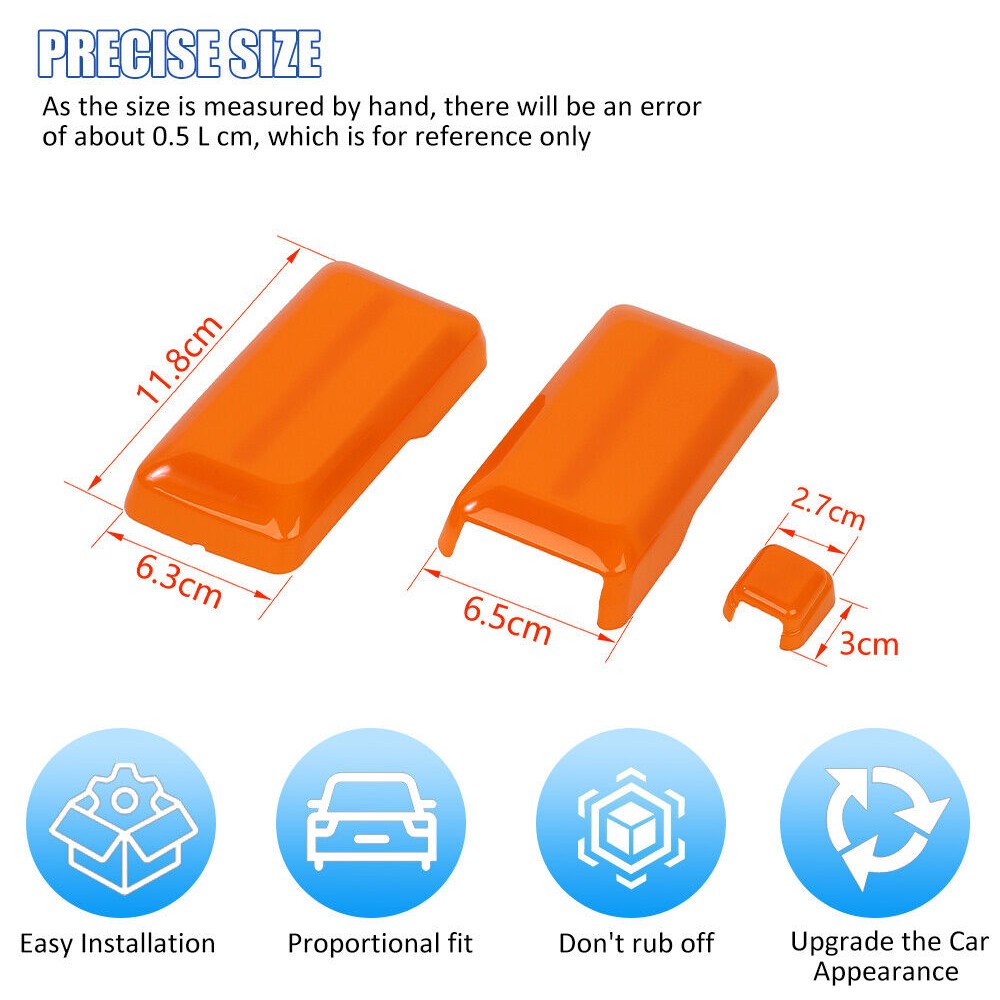 PRECISE SIZE
As the size is measured by hand, there will be an error
of about 0.5 L cm, which is for reference only
11.8cm
6.3cm
6.5cm
2.7cm
3cm
Easy Installation
Proportional fit
Don't rub off
Upgrade the Car
Appearance